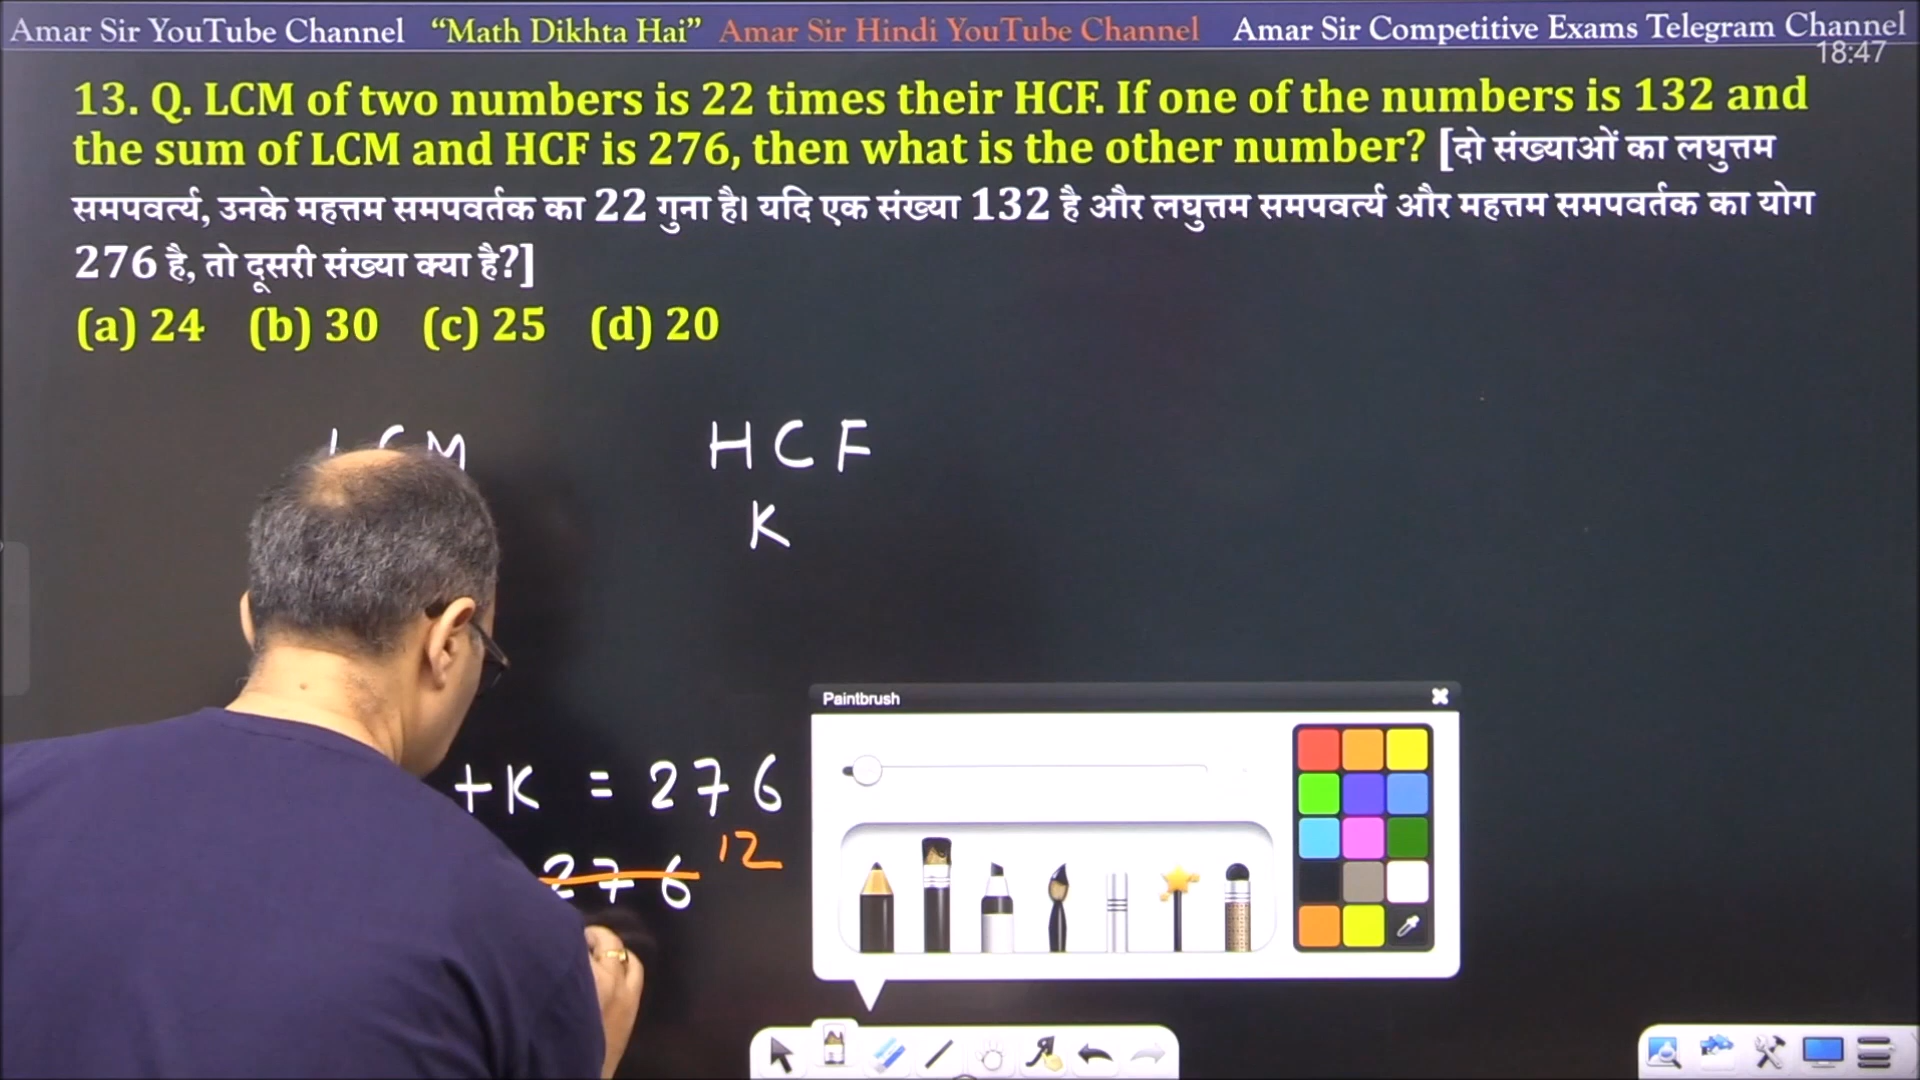 Amar Sir YouTube Channel “Math Dikhta Hai” Amar Sir Hindi YouTube Channel Amar Sir Competitive Exams Telegram Channel
18:47
13. Q. LCM of two numbers is 22 times their HCF. If one of the numbers is 132 and
the sum of LCM and HCF is 276, then what is the other number? [दो संख्याओं का लघुत्तम
समपवर्त्य, उनके महत्तम समपवर्तक का 22 गुना है। यदि एक संख्या 132 है और लघुत्तम समपवर्त्य और महत्तम समपवर्तक का योग
276 है, तो दूसरी संख्या क्या है?]
(a) 24 (b) 30 (c) 25 (d) 20
LCM HCF
K
Paintbrush
+K = 276
276 12